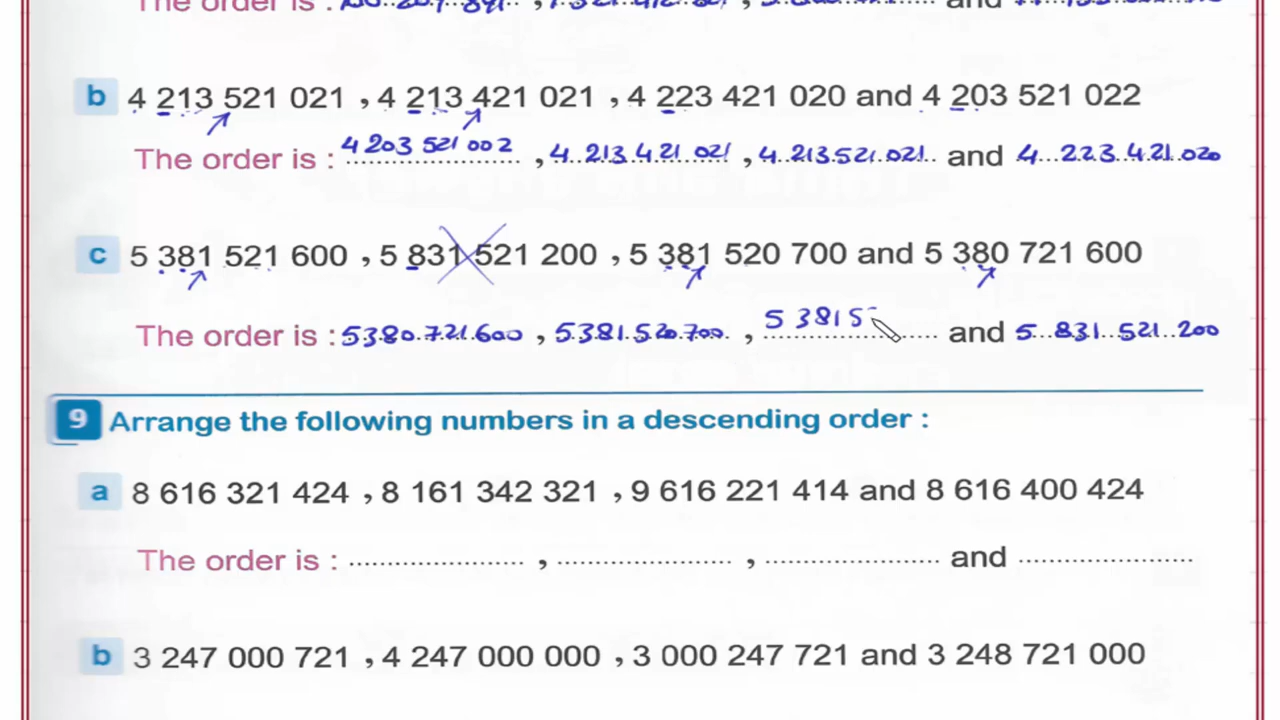 The order is :
b 4 213 521 021 , 4 213 421 021 , 4 223 421 020 and 4 203 521 022
The order is : 4 203 521 002 , 4 213 421 021 , 4 213 521 021 and 4 223 421 020
c 5 381 521 600 , 5 831 521 200 , 5 381 520 700 and 5 380 721 600
The order is : 5380 721 600 , 5381 520 700 , 5 381 5 and 5 831 521 200
9 Arrange the following numbers in a descending order :
a 8 616 321 424 , 8 161 342 321 , 9 616 221 414 and 8 616 400 424
The order is : .................... , .................... , .................... and ....................
b 3 247 000 721 , 4 247 000 000 , 3 000 247 721 and 3 248 721 000